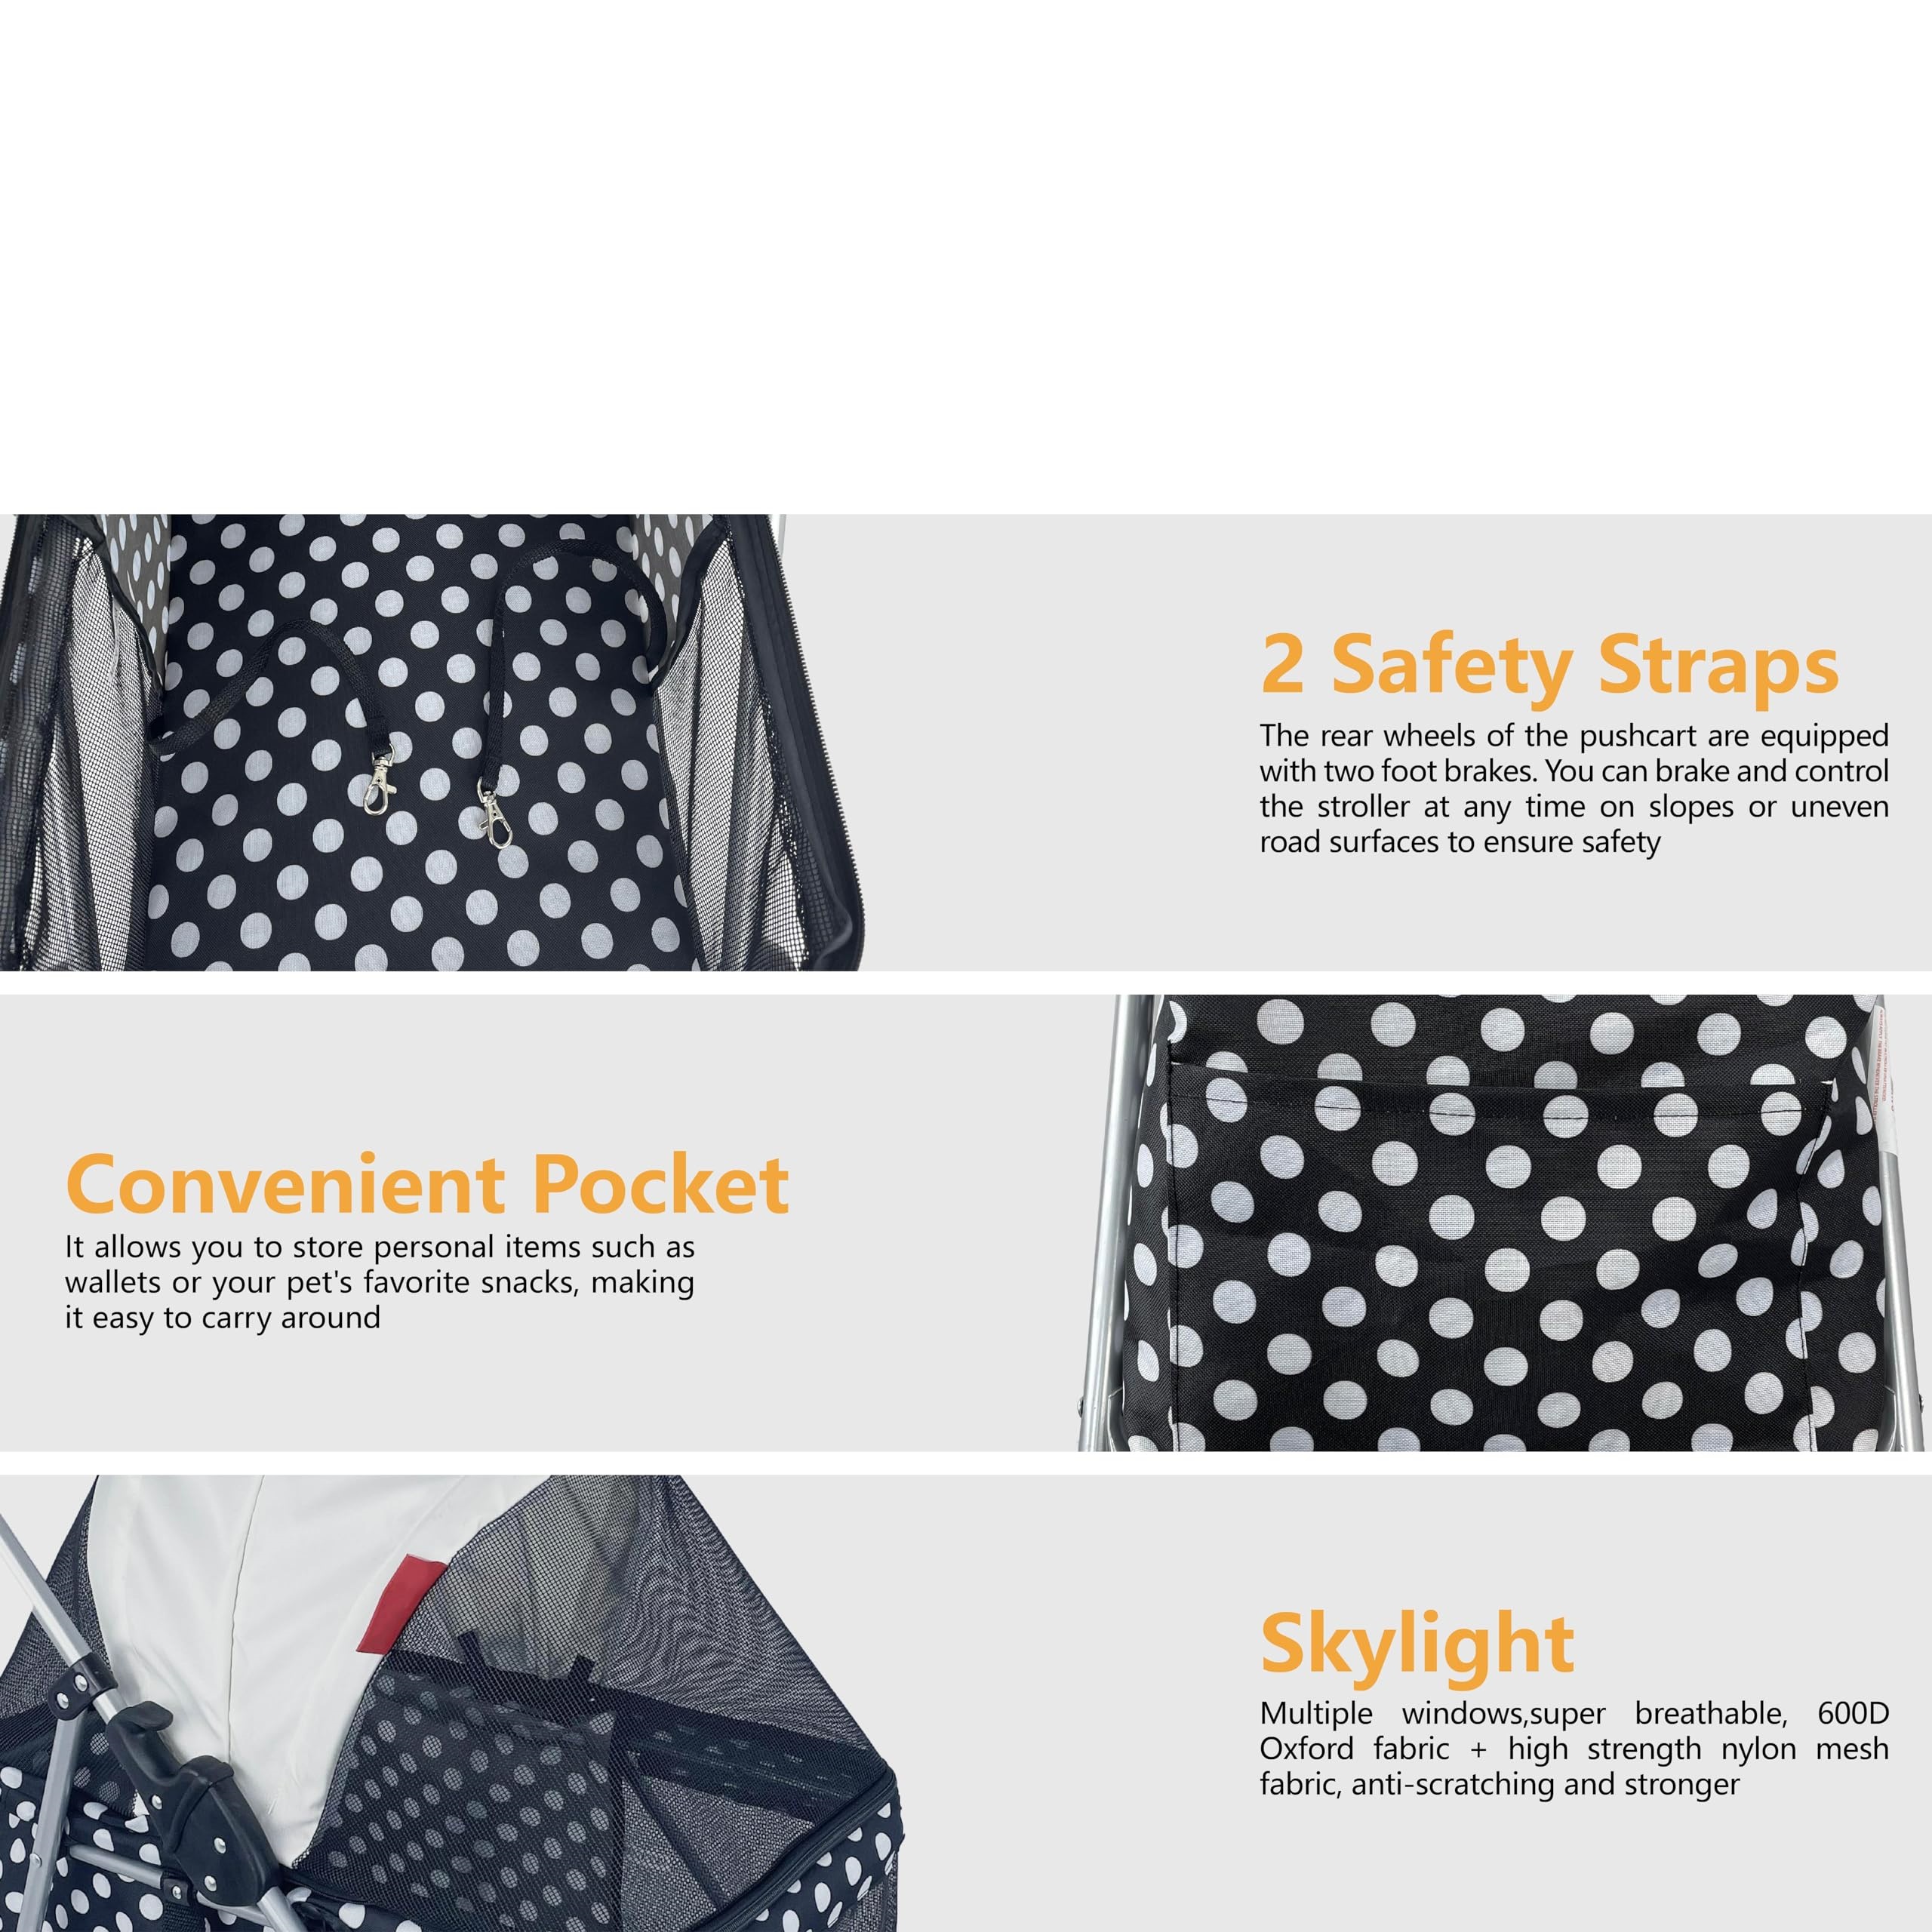 2 Safety Straps
The rear wheels of the pushcart are equipped
with two foot brakes. You can brake and control
the stroller at any time on slopes or uneven
road surfaces to ensure safety
Convenient Pocket
It allows you to store personal items such as
wallets or your pet's favorite snacks, making
it easy to carry around
Skylight
Multiple windows,super breathable, 600D
Oxford fabric + high strength nylon mesh
fabric, anti-scratching and stronger